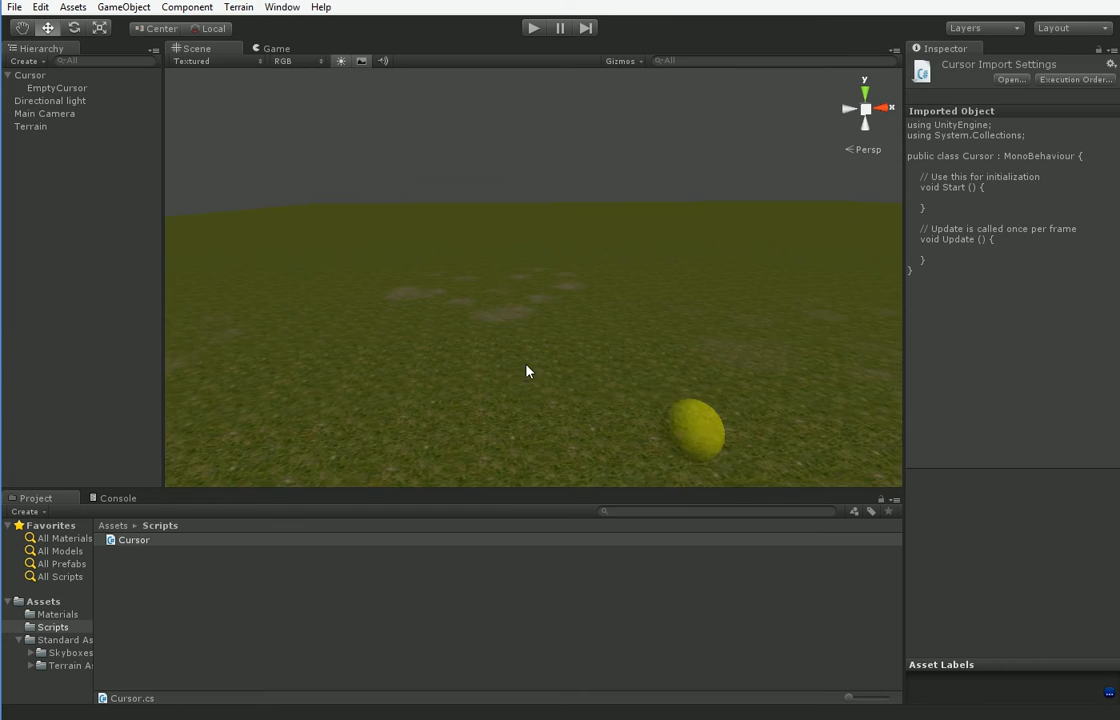 File Edit Assets GameObject Component Terrain Window Help
Center Local Layers Layout
Hierarchy Scene Game Inspector
Create All Textured RGB Gizmos All
Cursor
EmptyCursor
Directional light
Main Camera
Terrain
y
x
Persp
C#
Cursor Import Settings
Open... Execution Order...
Imported Object
using UnityEngine;
using System.Collections;
public class Cursor : MonoBehaviour {
// Use this for initialization
void Start () {
}
// Update is called once per frame
void Update () {
}
}
Project Console
Create
Favorites
All Materials
All Models
All Prefabs
All Scripts
Assets
Materials
Scripts
Standard As
Skyboxes
Terrain A
Assets Scripts
Cursor
Cursor.cs
Asset Labels